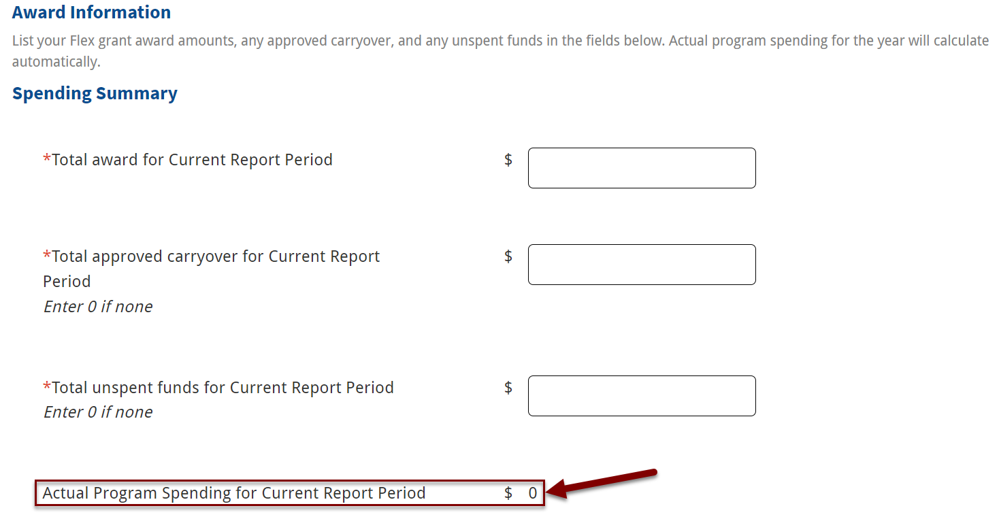 Award Information
List your Flex grant award amounts, any approved carryover, and any unspent funds in the fields below. Actual program spending for the year will calculate
automatically.
Spending Summary
*Total award for Current Report Period $
*Total approved carryover for Current Report $
Period
Enter 0 if none
*Total unspent funds for Current Report Period $
Enter 0 if none
Actual Program Spending for Current Report Period $ 0